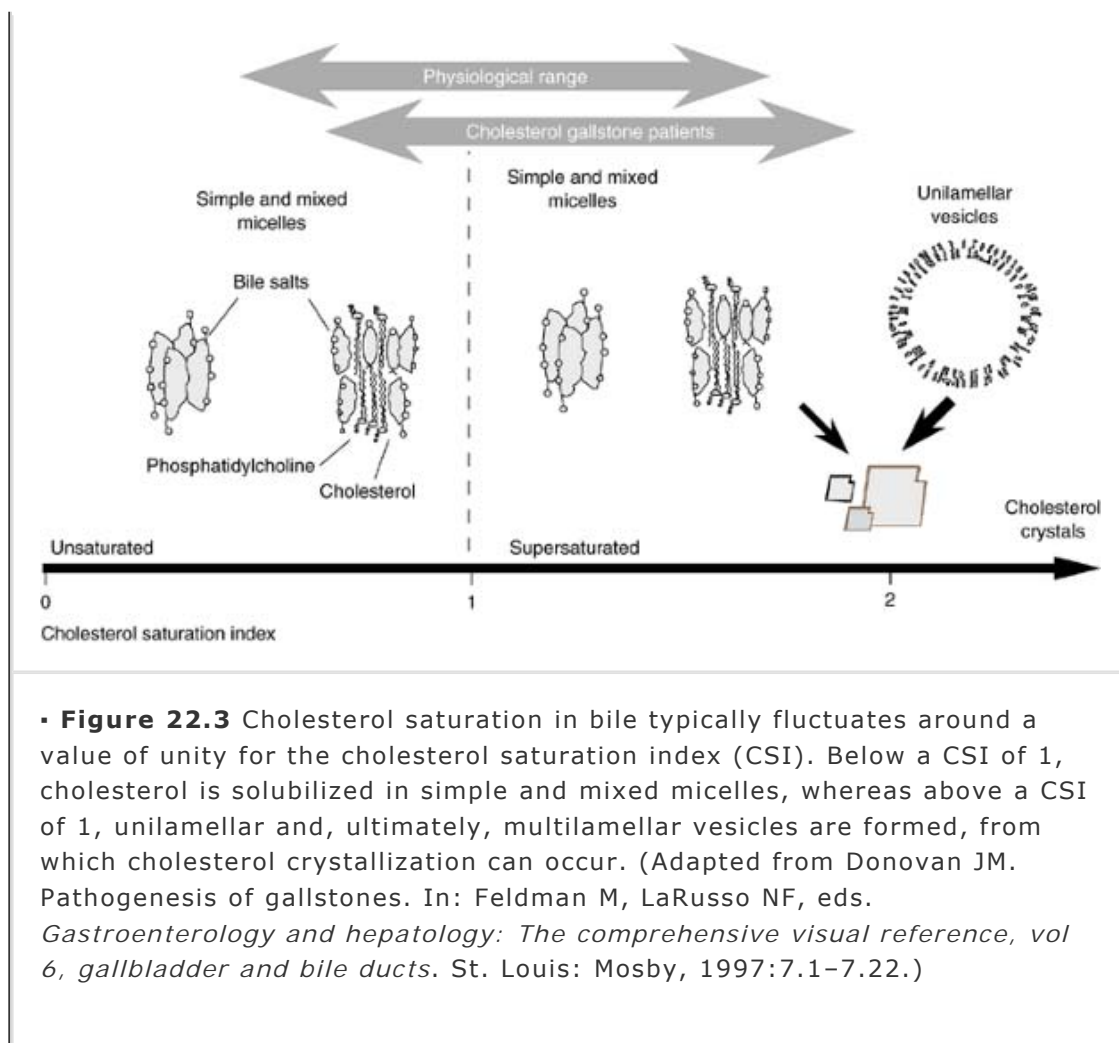 Physiological range
Cholesterol gallstone patients
Simple and mixed
micelles
Simple and mixed
micelles
Unilamellar
vesicles
Bile salts
Phosphatidylcholine
Cholesterol
Cholesterol
crystals
Unsaturated
Supersaturated
0
1
2
Cholesterol saturation index
▪ Figure 22.3 Cholesterol saturation in bile typically fluctuates around a
value of unity for the cholesterol saturation index (CSI). Below a CSI of 1,
cholesterol is solubilized in simple and mixed micelles, whereas above a CSI
of 1, unilamellar and, ultimately, multilamellar vesicles are formed, from
which cholesterol crystallization can occur. (Adapted from Donovan JM.
Pathogenesis of gallstones. In: Feldman M, LaRusso NF, eds.
Gastroenterology and hepatology: The comprehensive visual reference, vol
6, gallbladder and bile ducts. St. Louis: Mosby, 1997:7.1–7.22.)